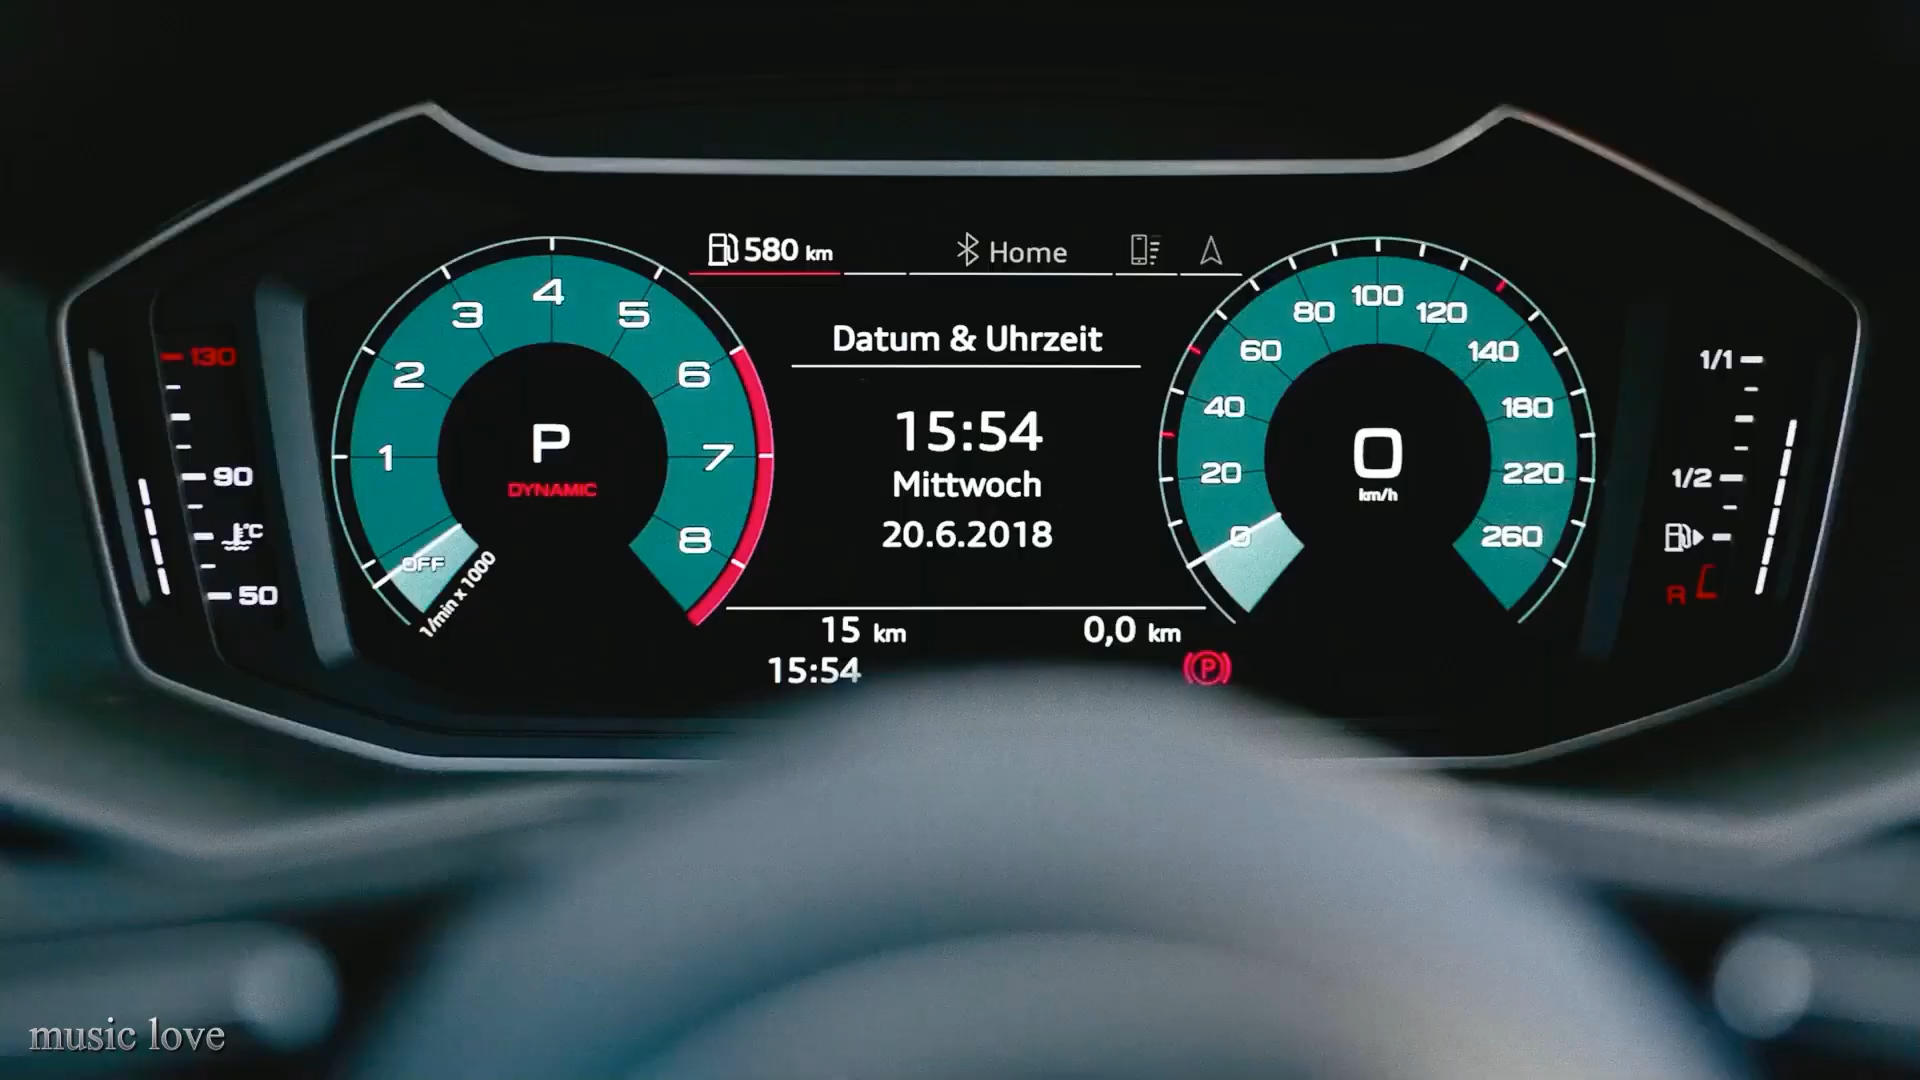 580 km
Home
Datum & Uhrzeit
15:54
Mittwoch
20.6.2018
15 km
0,0 km
15:54
P
DYNAMIC
OFF
1
2
3
4
5
6
7
8
1/min x 1000
0
km/h
0
20
40
60
80
100
120
140
180
220
260
130
90
°C
50
1/1
1/2
R
P
music love